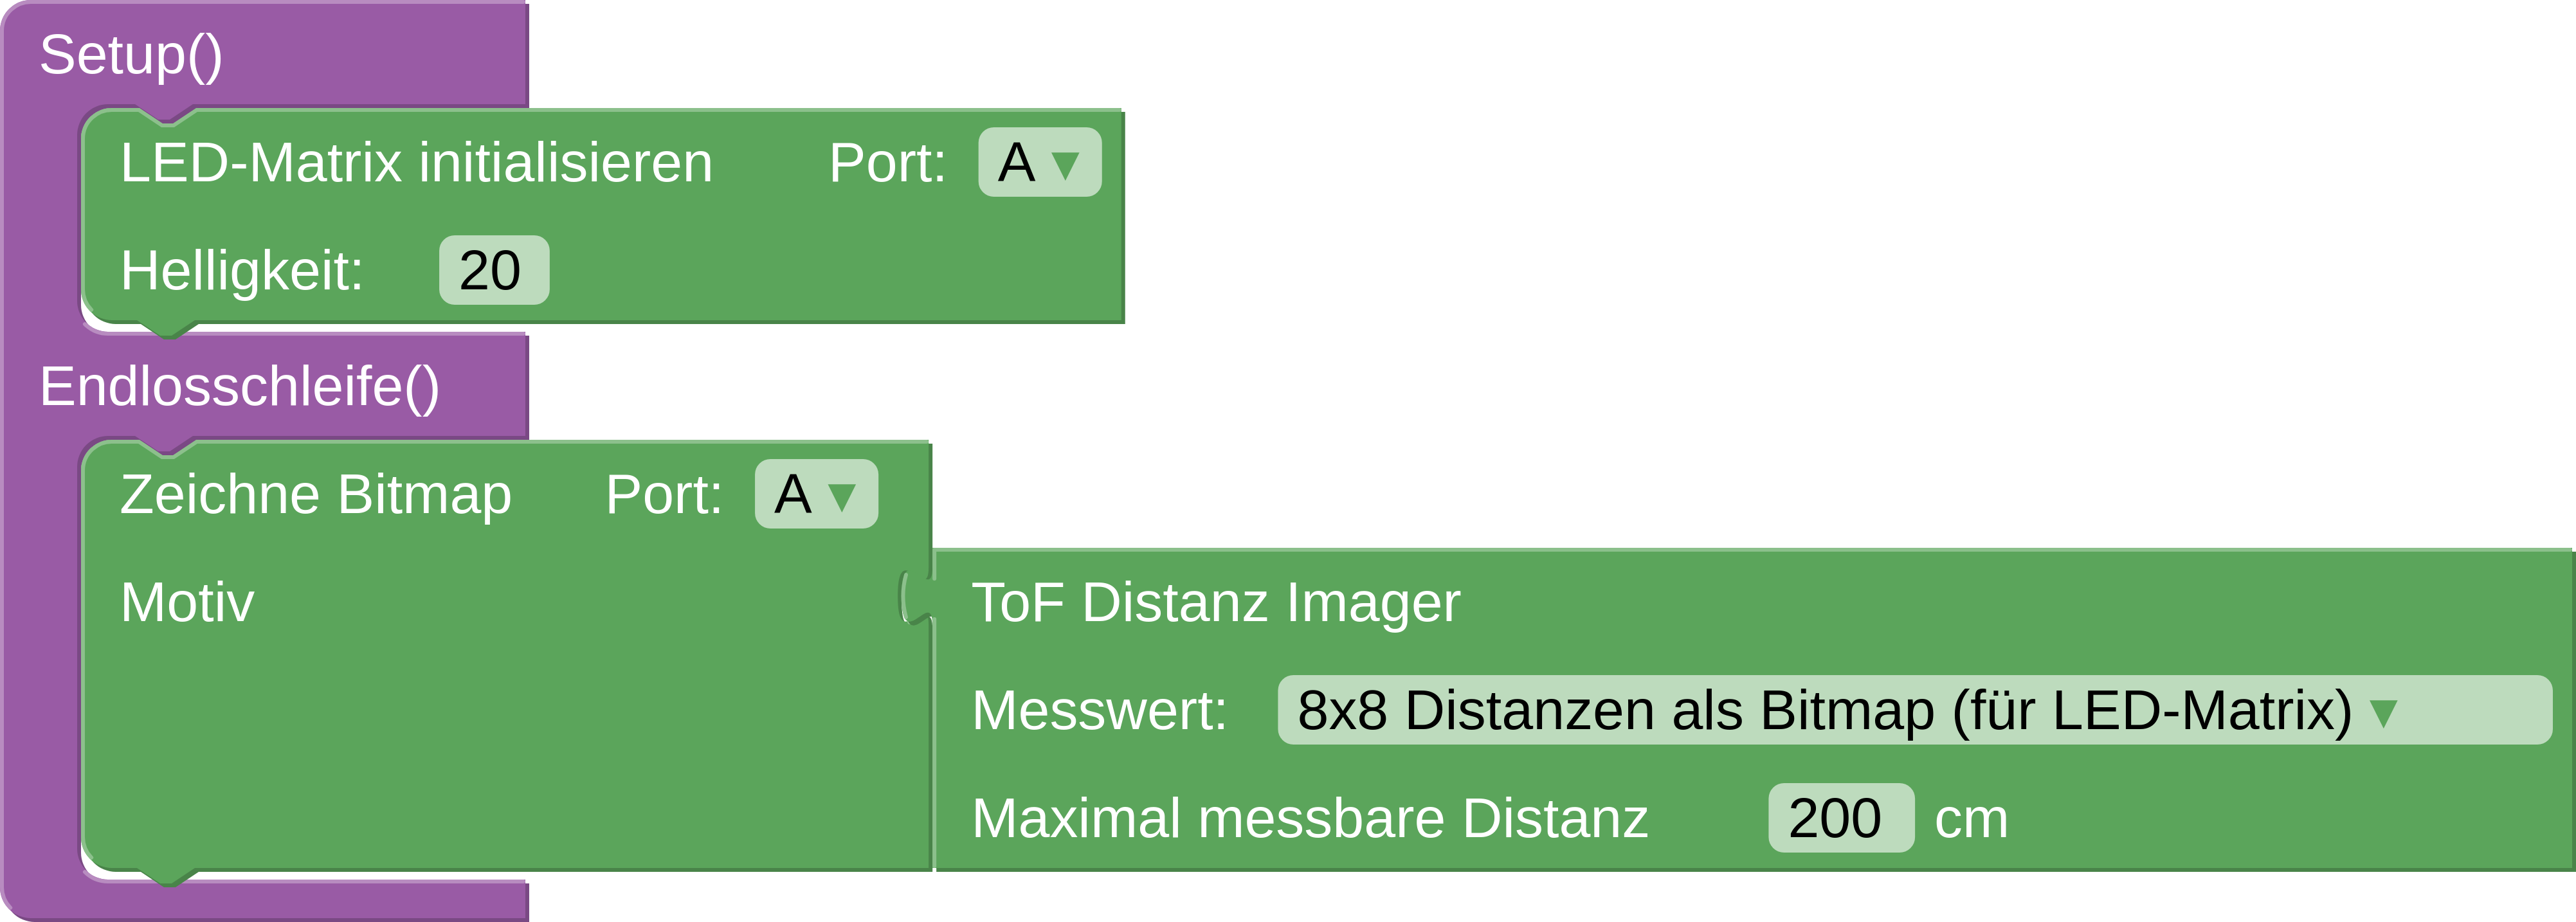 Setup()
LED-Matrix initialisieren Port: A ▼
Helligkeit: 20
Endlosschleife()
Zeichne Bitmap Port: A ▼
Motiv ToF Distanz Imager
Messwert: 8x8 Distanzen als Bitmap (für LED-Matrix) ▼
Maximal messbare Distanz 200 cm